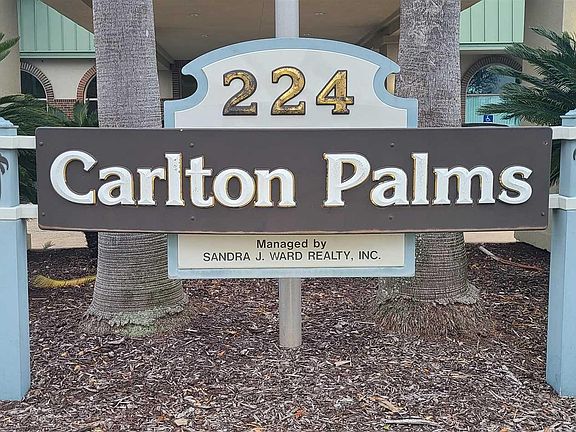 224
Carlton Palms
Managed by
SANDRA J. WARD REALTY, INC.